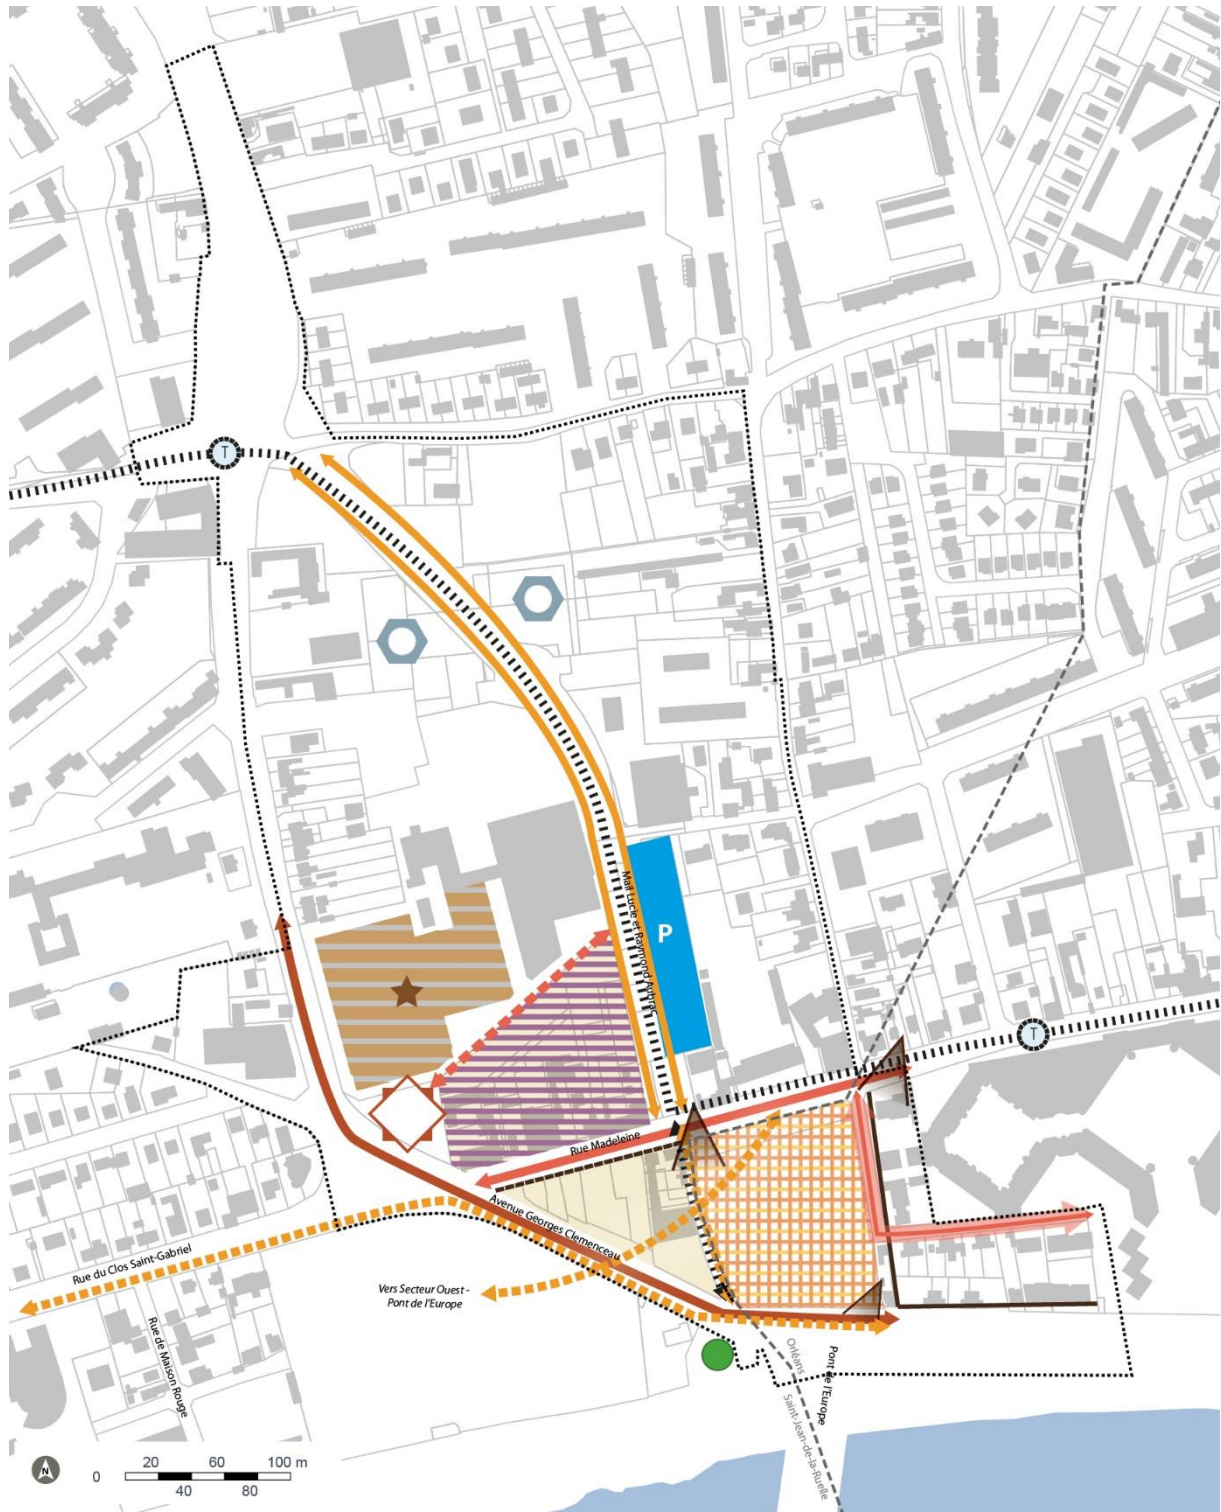 T
Mail Lucie et Raymond Aubrac
P
T
Rue Madeleine
Avenue Georges Clemenceau
Rue du Clos Saint-Gabriel
Vers Secteur Ouest -
Pont de l'Europe
Rue de Maison Rouge
Orléans
Saint-Jean-de-la-Ruelle
Pont de l'Europe
N
0 20 60 100 m
40 80